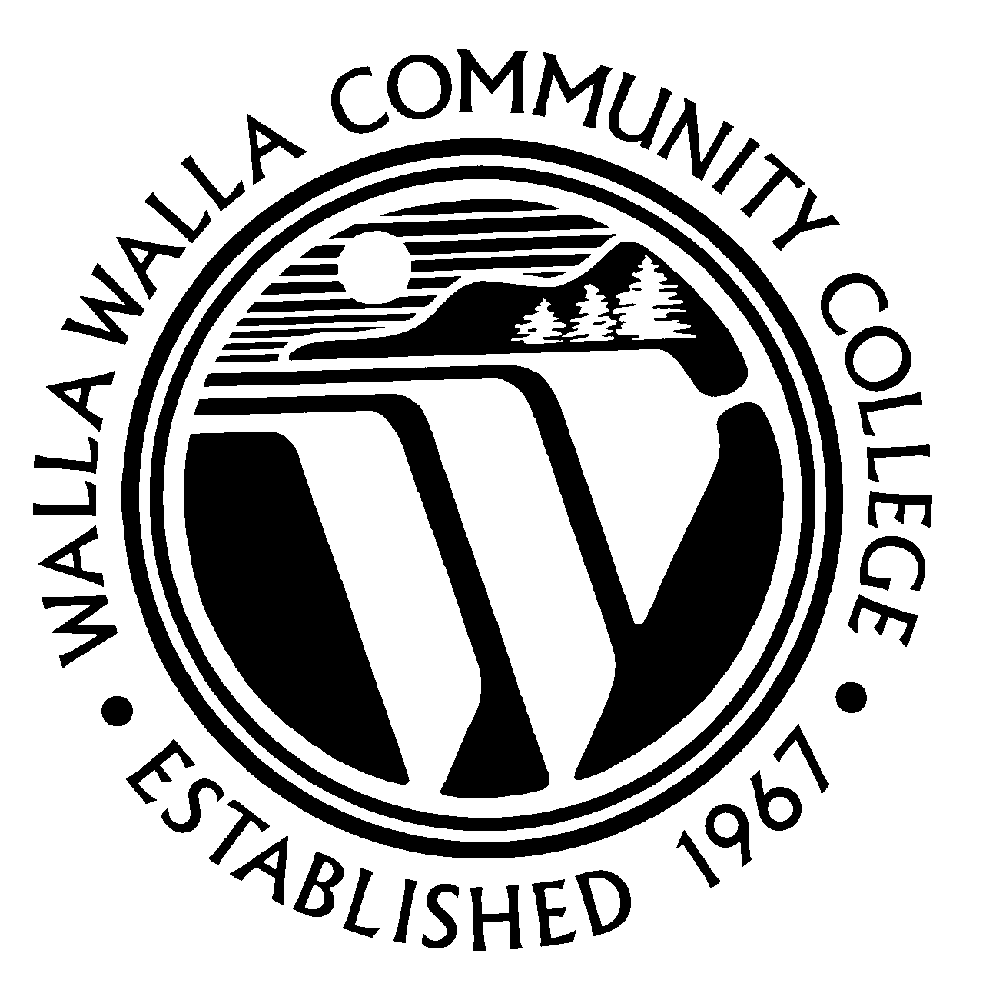 WALLA WALLA COMMUNITY COLLEGE
• ESTABLISHED 1967 •
W